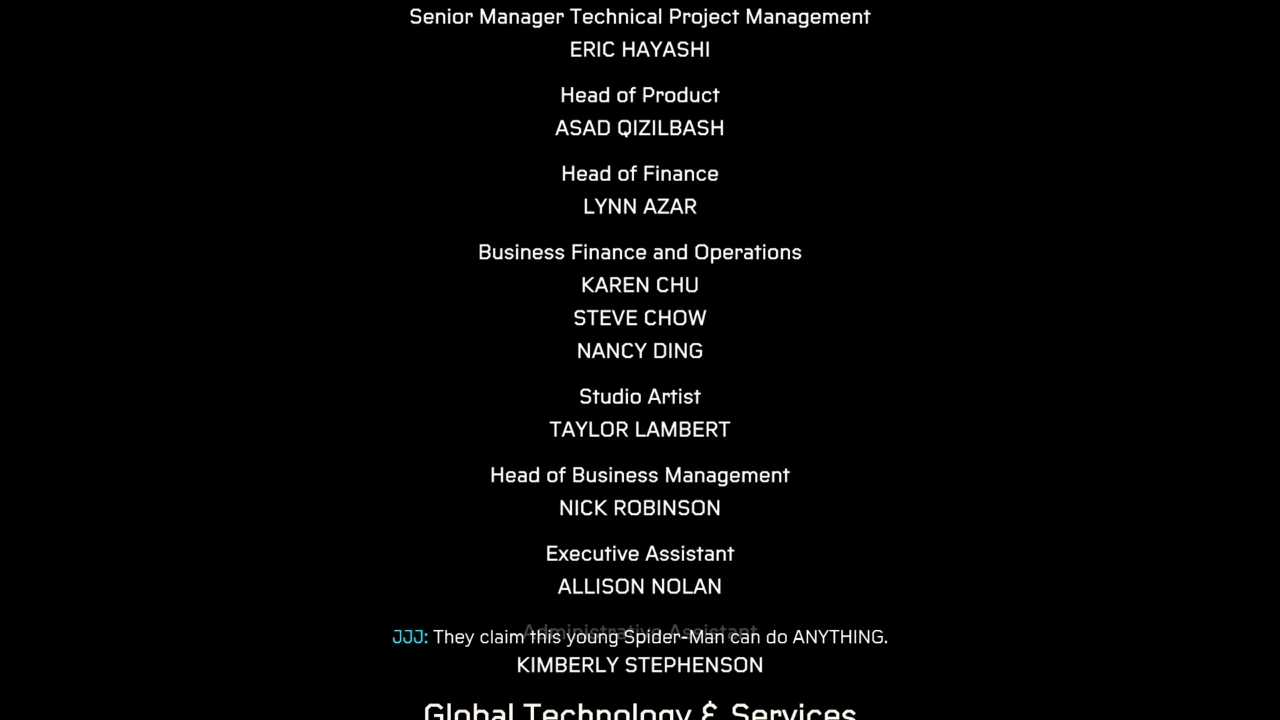 Senior Manager Technical Project Management
ERIC HAYASHI
Head of Product
ASAD QIZILBASH
Head of Finance
LYNN AZAR
Business Finance and Operations
KAREN CHU
STEVE CHOW
NANCY DING
Studio Artist
TAYLOR LAMBERT
Head of Business Management
NICK ROBINSON
Executive Assistant
ALLISON NOLAN
Administrative Assistant
JJJ: They claim this young Spider-Man can do ANYTHING.
KIMBERLY STEPHENSON
Global Technology & Services